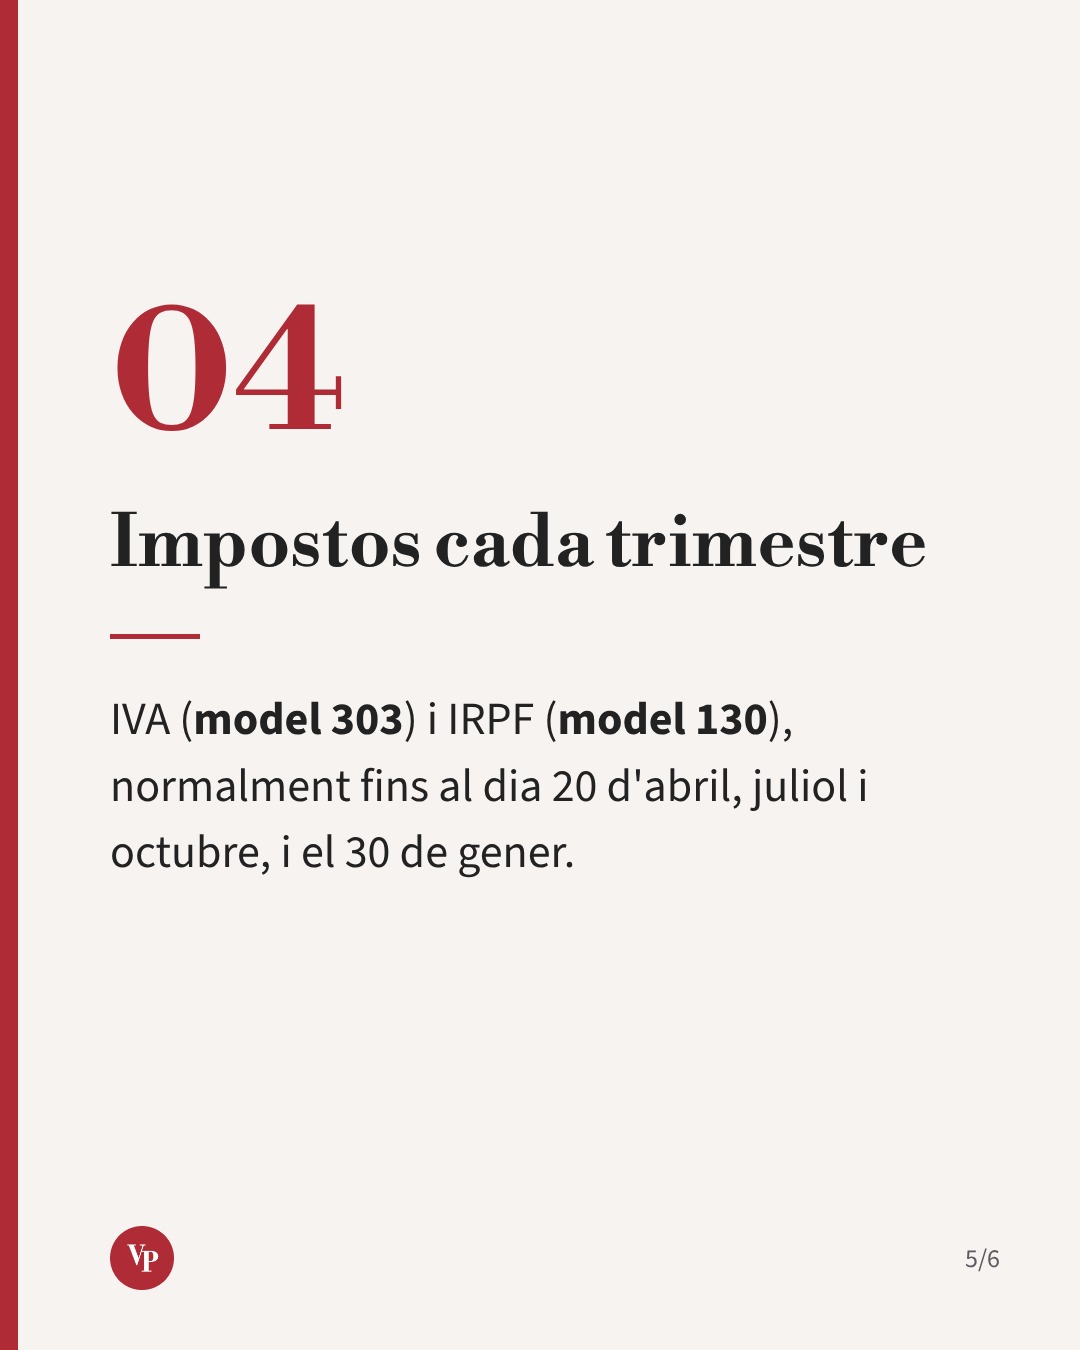 04
Impostos cada trimestre
IVA (model 303) i IRPF (model 130),
normalment fins al dia 20 d'abril, juliol i
octubre, i el 30 de gener.
VP
5/6